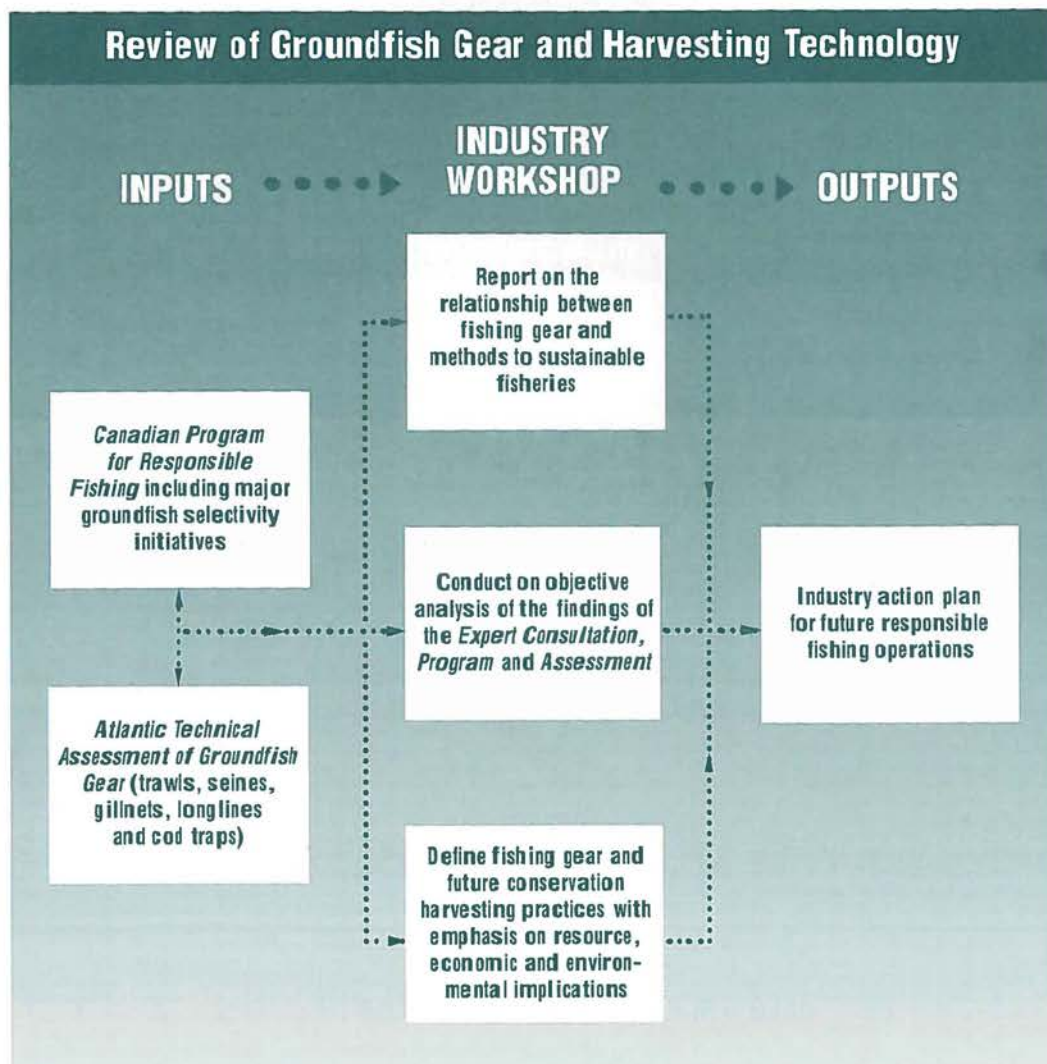 Review of Groundfish Gear and Harvesting Technology
INPUTS
INDUSTRY
WORKSHOP
OUTPUTS
Canadian Program
for Responsible
Fishing including major
groundfish selectivity
initiatives
Atlantic Technical
Assessment of Groundfish
Gear (trawls, seines,
gillnets, longlines
and cod traps)
Report on the
relationship between
fishing gear and
methods to sustainable
fisheries
Conduct on objective
analysis of the findings of
the Expert Consultation,
Program and Assessment
Define fishing gear and
future conservation
harvesting practices with
emphasis on resource,
economic and environ-
mental implications
Industry action plan
for future responsible
fishing operations